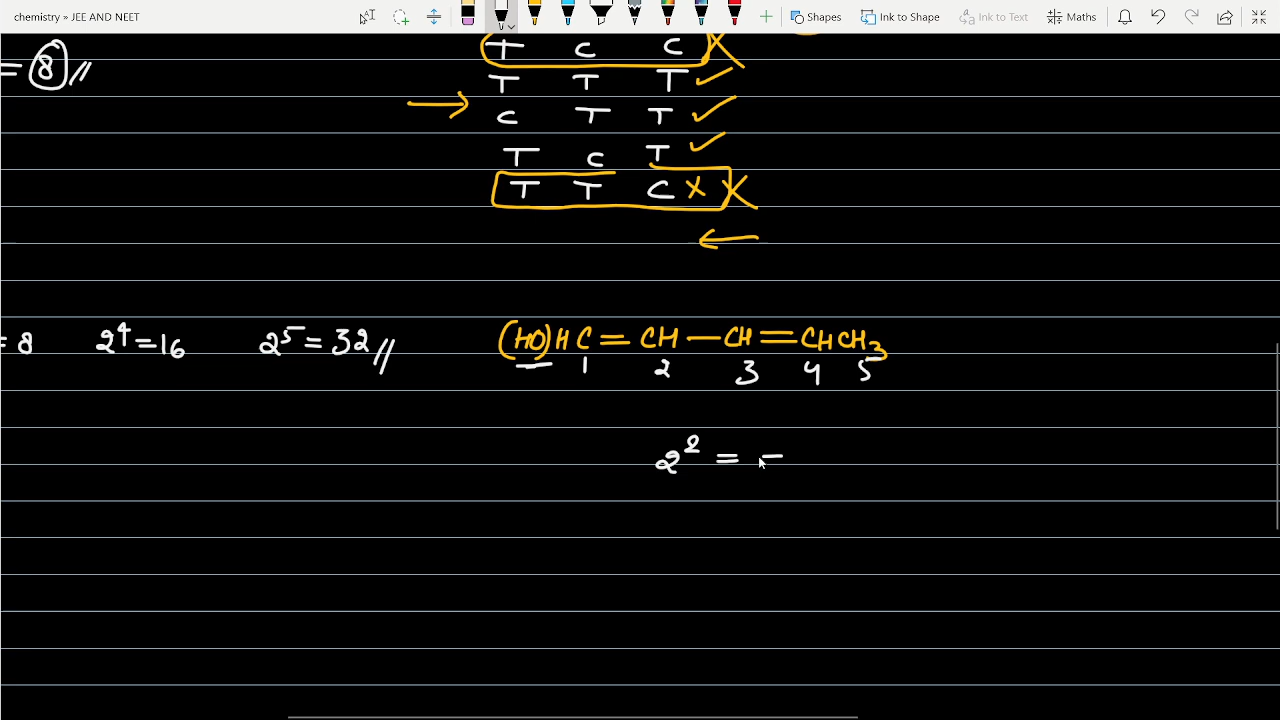 chemistry » JEE AND NEET
Shapes
Ink to Shape
Ink to Text
Maths
T C C X
= 8 //
T T T ✓
→ C T T ✓
T C T ✓
T T C X X
←
= 8 2⁴ = 16 2⁵ = 32 //
(HO)HC = CH — CH = CHCH₃
1 2 3 4 5
2² =